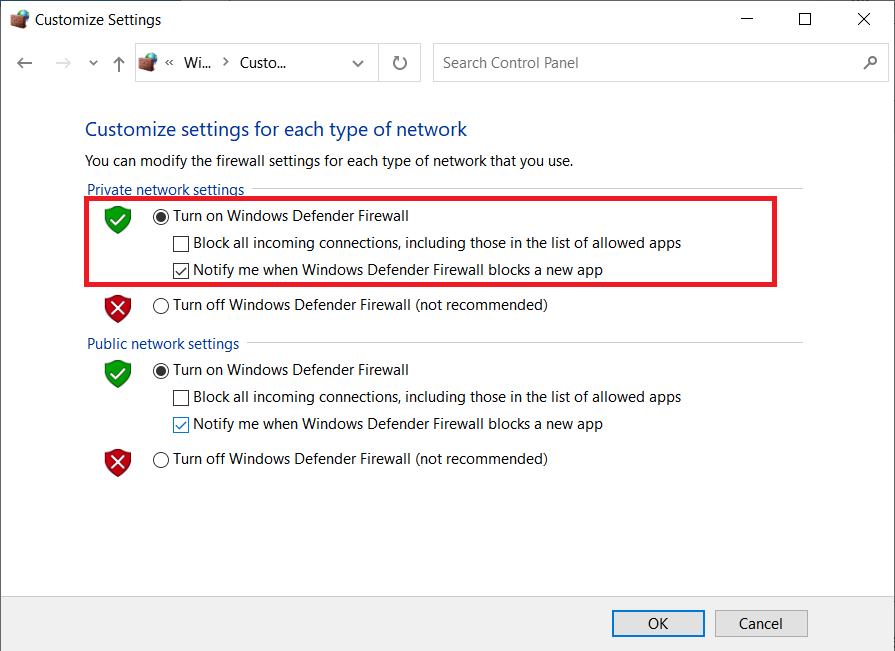 Customize Settings
« Wi... > Custo...
Search Control Panel
Customize settings for each type of network
You can modify the firewall settings for each type of network that you use.
Private network settings
Turn on Windows Defender Firewall
Block all incoming connections, including those in the list of allowed apps
Notify me when Windows Defender Firewall blocks a new app
Turn off Windows Defender Firewall (not recommended)
Public network settings
Turn on Windows Defender Firewall
Block all incoming connections, including those in the list of allowed apps
Notify me when Windows Defender Firewall blocks a new app
Turn off Windows Defender Firewall (not recommended)
OK
Cancel